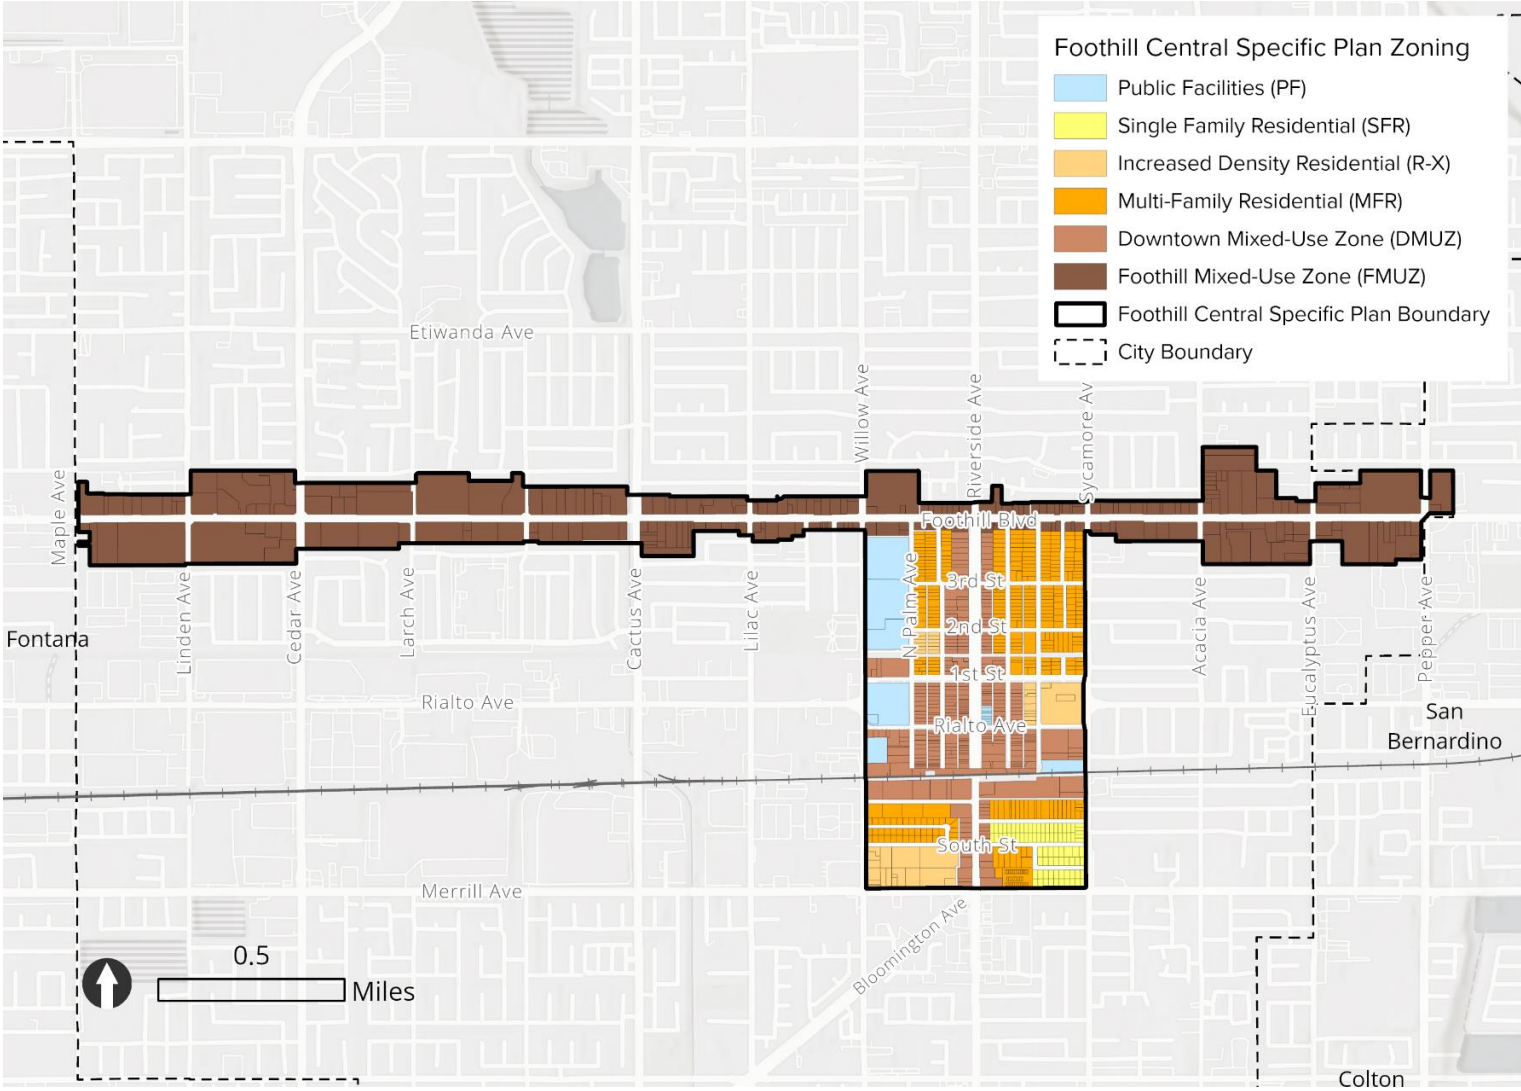 Foothill Central Specific Plan Zoning
Public Facilities (PF)
Single Family Residential (SFR)
Increased Density Residential (R-X)
Multi-Family Residential (MFR)
Downtown Mixed-Use Zone (DMUZ)
Foothill Mixed-Use Zone (FMUZ)
Foothill Central Specific Plan Boundary
City Boundary
Etiwanda Ave
Willow Ave
Riverside Ave
Sycamore Av
Maple Ave
Foothill Blvd
Linden Ave
Cedar Ave
Larch Ave
Cactus Ave
Lilac Ave
N Palm Ave
3rd St
2nd St
1st St
Acacia Ave
Eucalyptus Ave
Pepper Ave
Fontana
Rialto Ave
Rialto Ave
San
Bernardino
South St
Merrill Ave
Bloomington Ave
0.5
Miles
Colton